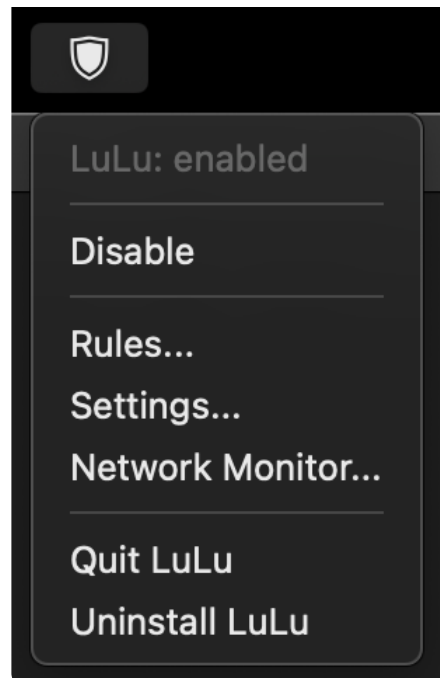 LuLu: enabled
Disable
Rules...
Settings...
Network Monitor...
Quit LuLu
Uninstall LuLu